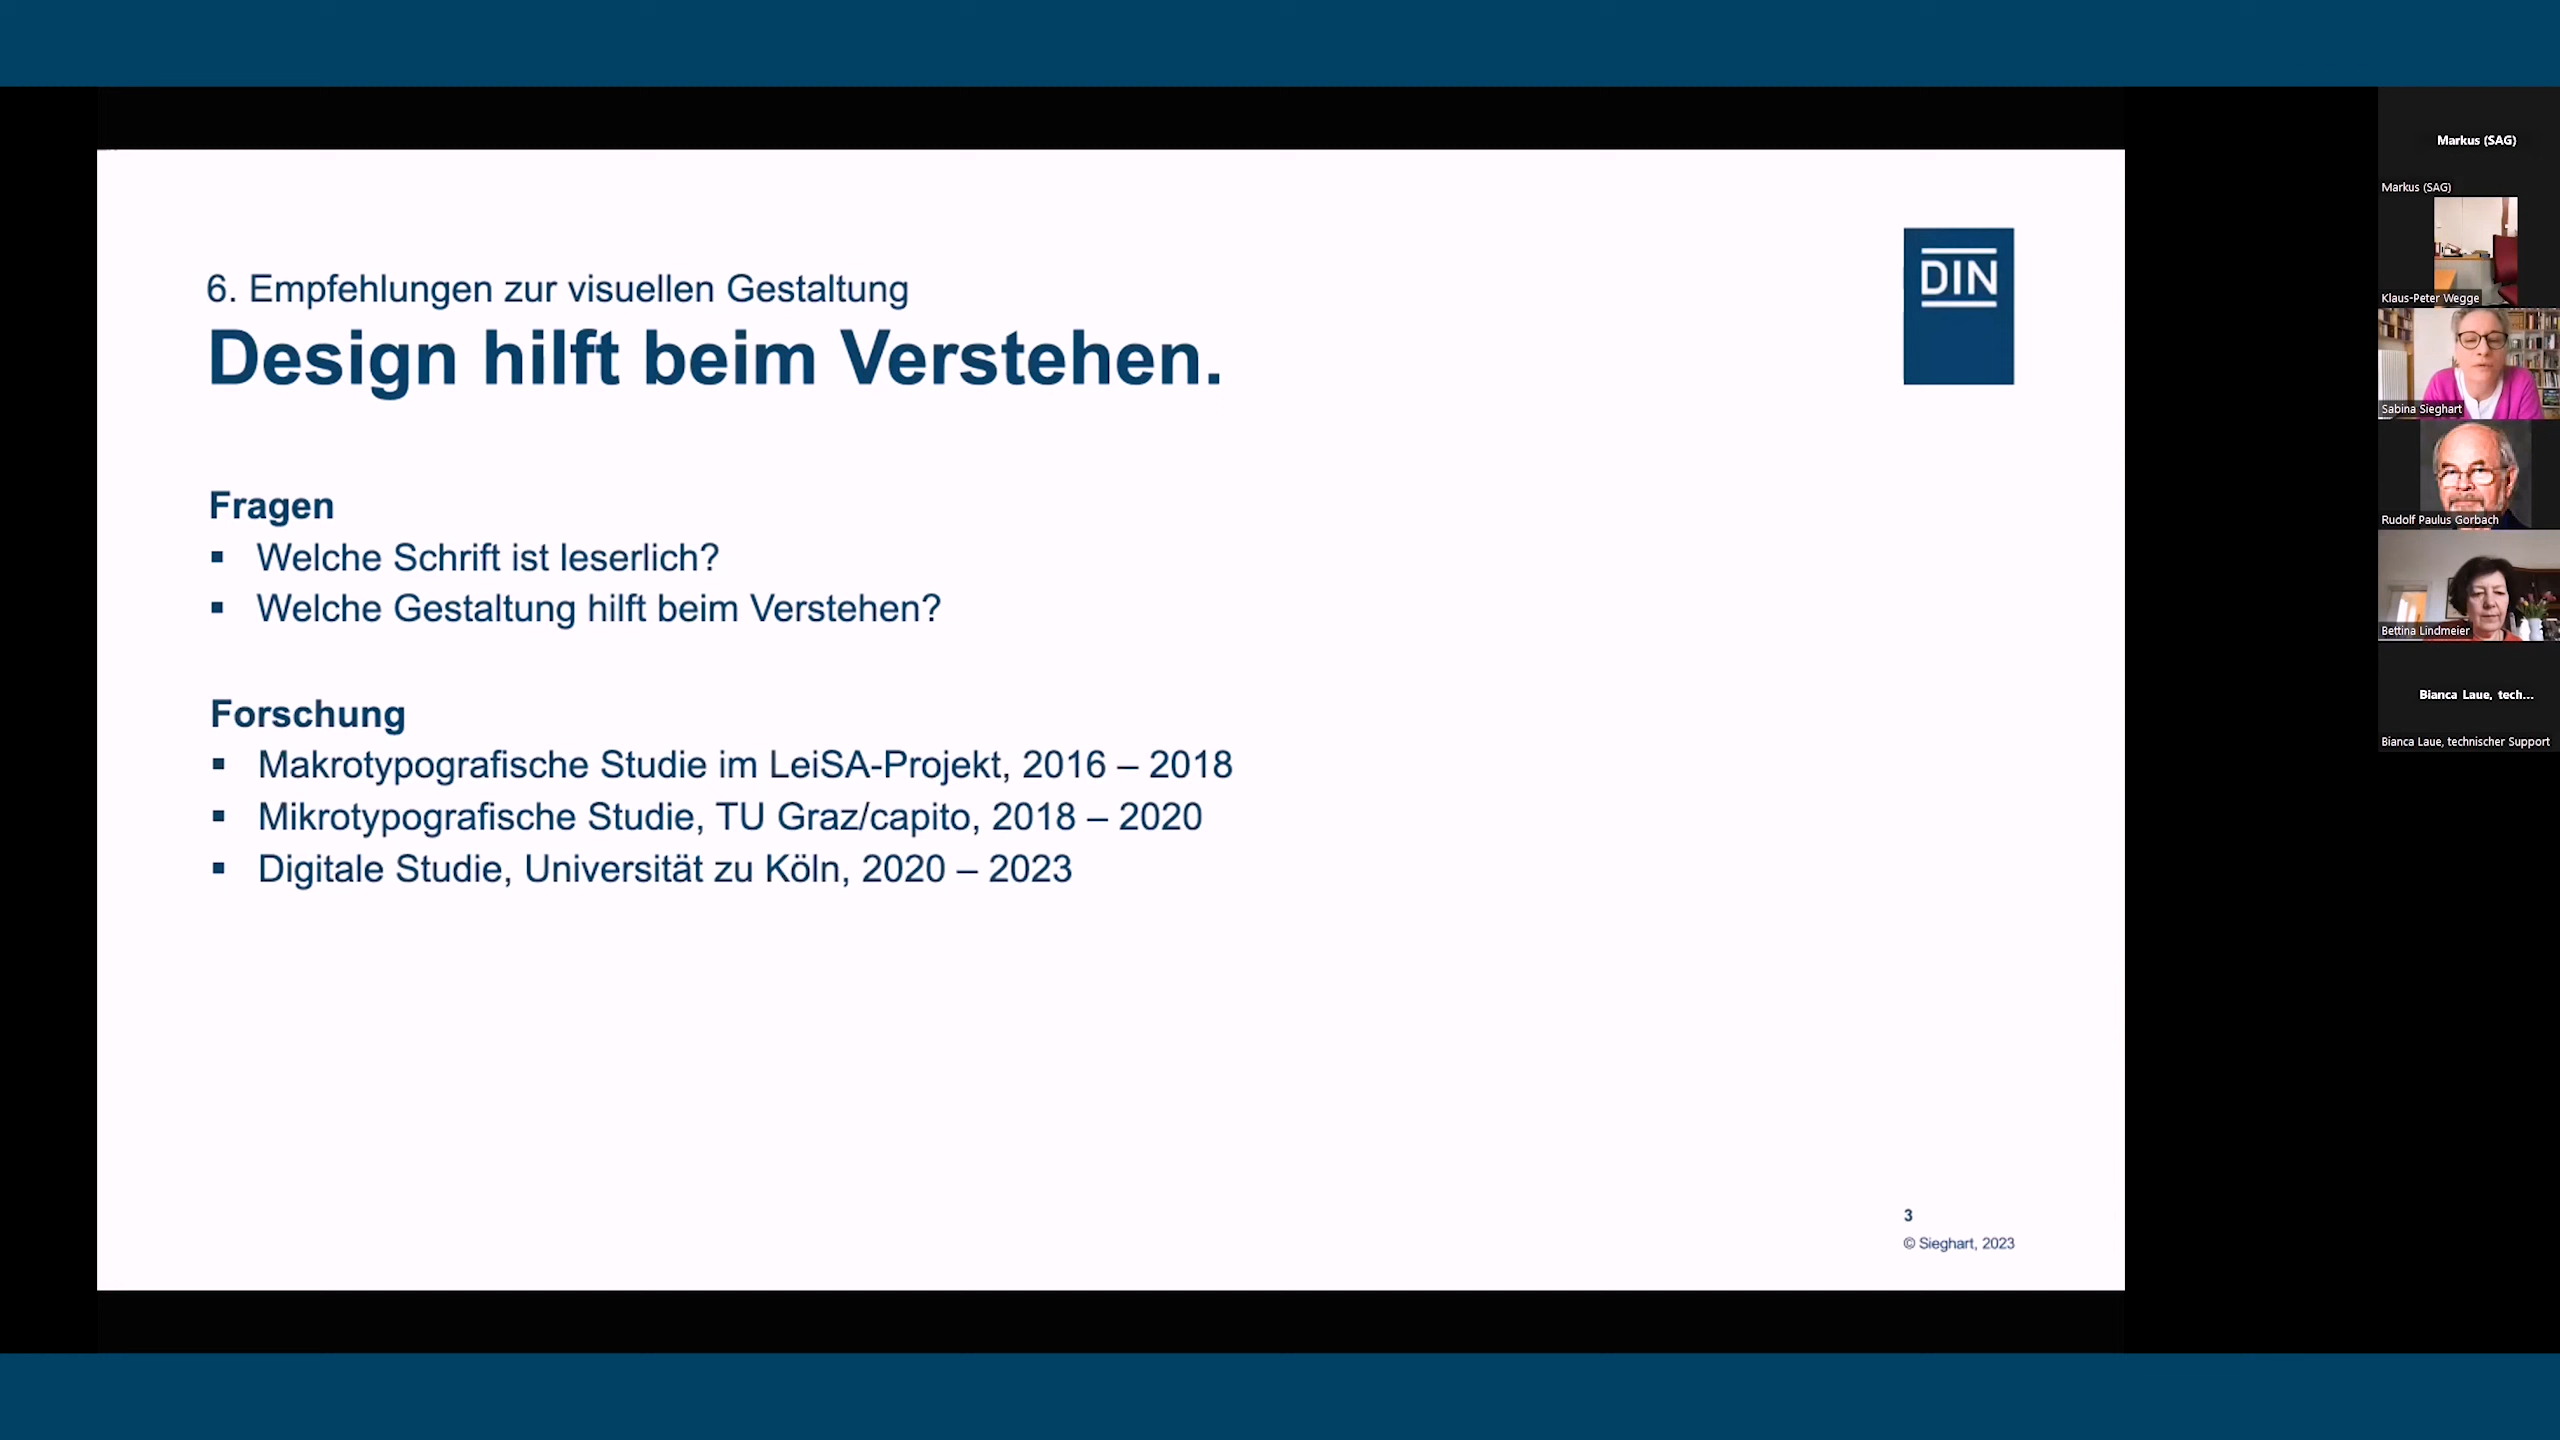 6. Empfehlungen zur visuellen Gestaltung
Design hilft beim Verstehen.
DIN
Fragen
▪ Welche Schrift ist leserlich?
▪ Welche Gestaltung hilft beim Verstehen?
Forschung
▪ Makrotypografische Studie im LeiSA-Projekt, 2016 – 2018
▪ Mikrotypografische Studie, TU Graz/capito, 2018 – 2020
▪ Digitale Studie, Universität zu Köln, 2020 – 2023
3
© Sieghart, 2023
Markus (SAG)
Markus (SAG)
Klaus-Peter Wegge
Sabina Sieghart
Rudolf Paulus Gorbach
Bettina Lindmeier
Bianca Laue, tech...
Bianca Laue, technischer Support